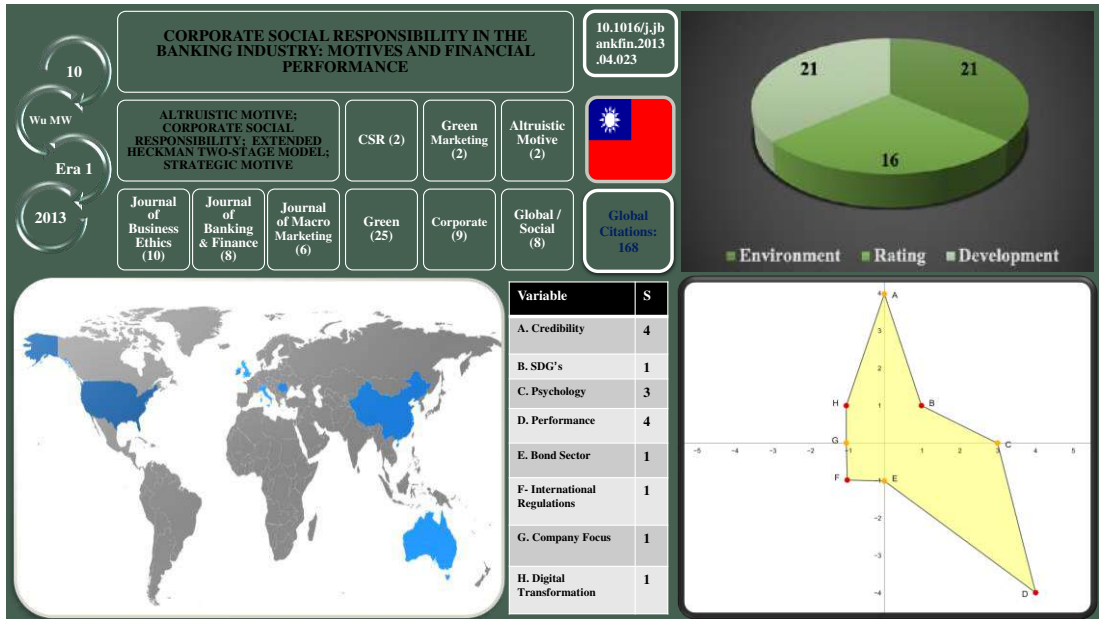 10
Wu MW
Era 1
2013
CORPORATE SOCIAL RESPONSIBILITY IN THE
BANKING INDUSTRY: MOTIVES AND FINANCIAL
PERFORMANCE
10.1016/j.jb
ankfin.2013
.04.023
ALTRUISTIC MOTIVE;
CORPORATE SOCIAL
RESPONSIBILITY; EXTENDED
HECKMAN TWO-STAGE MODEL;
STRATEGIC MOTIVE
CSR (2)
Green
Marketing
(2)
Altruistic
Motive
(2)
Journal
of
Business
Ethics
(10)
Journal
of
Banking
& Finance
(8)
Journal
of Macro
Marketing
(6)
Green
(25)
Corporate
(9)
Global /
Social
(8)
Global
Citations:
168
21
21
16
Environment
Rating
Development
Variable S
A. Credibility 4
B. SDG's 1
C. Psychology 3
D. Performance 4
E. Bond Sector 1
F- International
Regulations
1
G. Company Focus 1
H. Digital
Transformation
1
4
A
3
2
H
1
B
G
C
-5
-4
-3
-2
-1
1
2
3
4
5
F
-1
E
-2
-3
-4
D